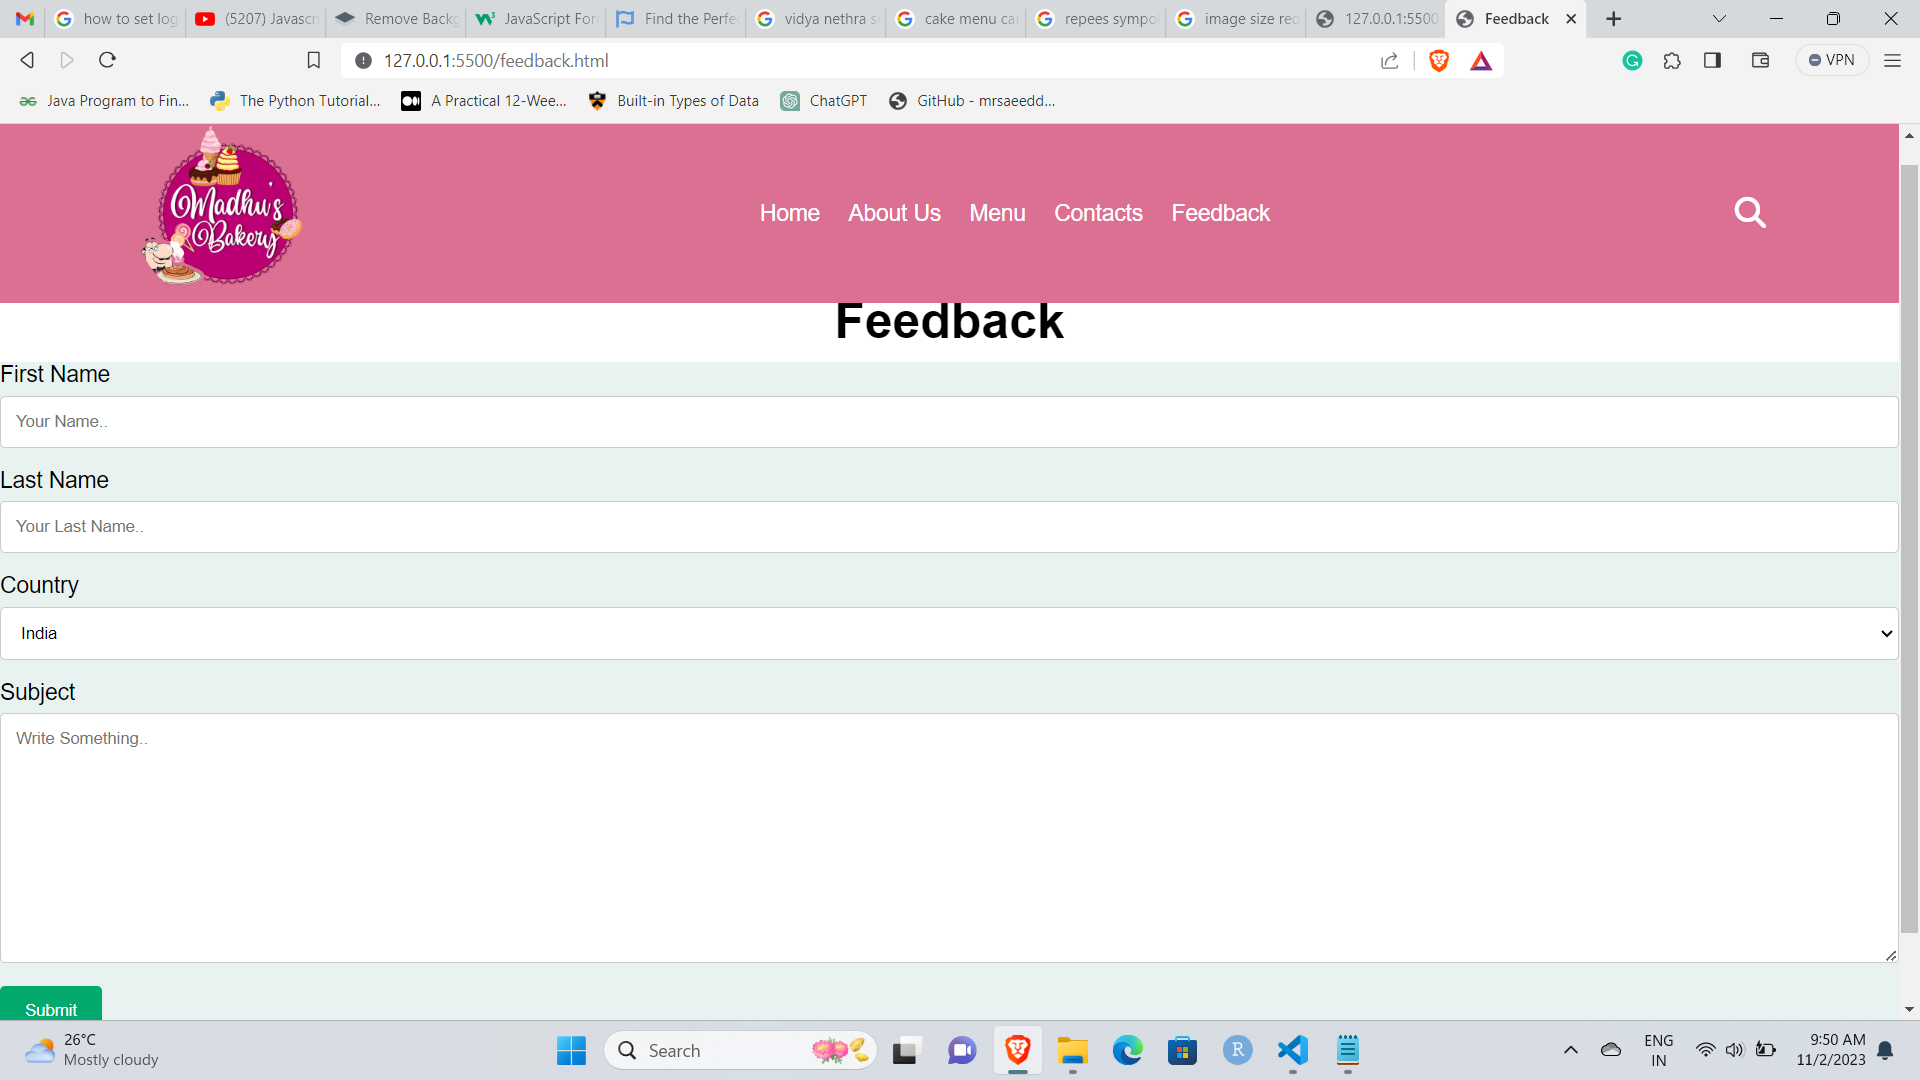 how to set log
(5207) Javascri
Remove Backg
JavaScript For
Find the Perfe
vidya nethra s
cake menu car
repees sympo
image size red
127.0.0.1:5500
Feedback
127.0.0.1:5500/feedback.html
VPN
Java Program to Fin...
The Python Tutorial...
A Practical 12-Wee...
Built-in Types of Data
ChatGPT
GitHub - mrsaeedd...
Madhu's
Bakery
Home
About Us
Menu
Contacts
Feedback
Feedback
First Name
Your Name..
Last Name
Your Last Name..
Country
India
Subject
Write Something..
Submit
26°C
Mostly cloudy
Search
ENG
IN
9:50 AM
11/2/2023